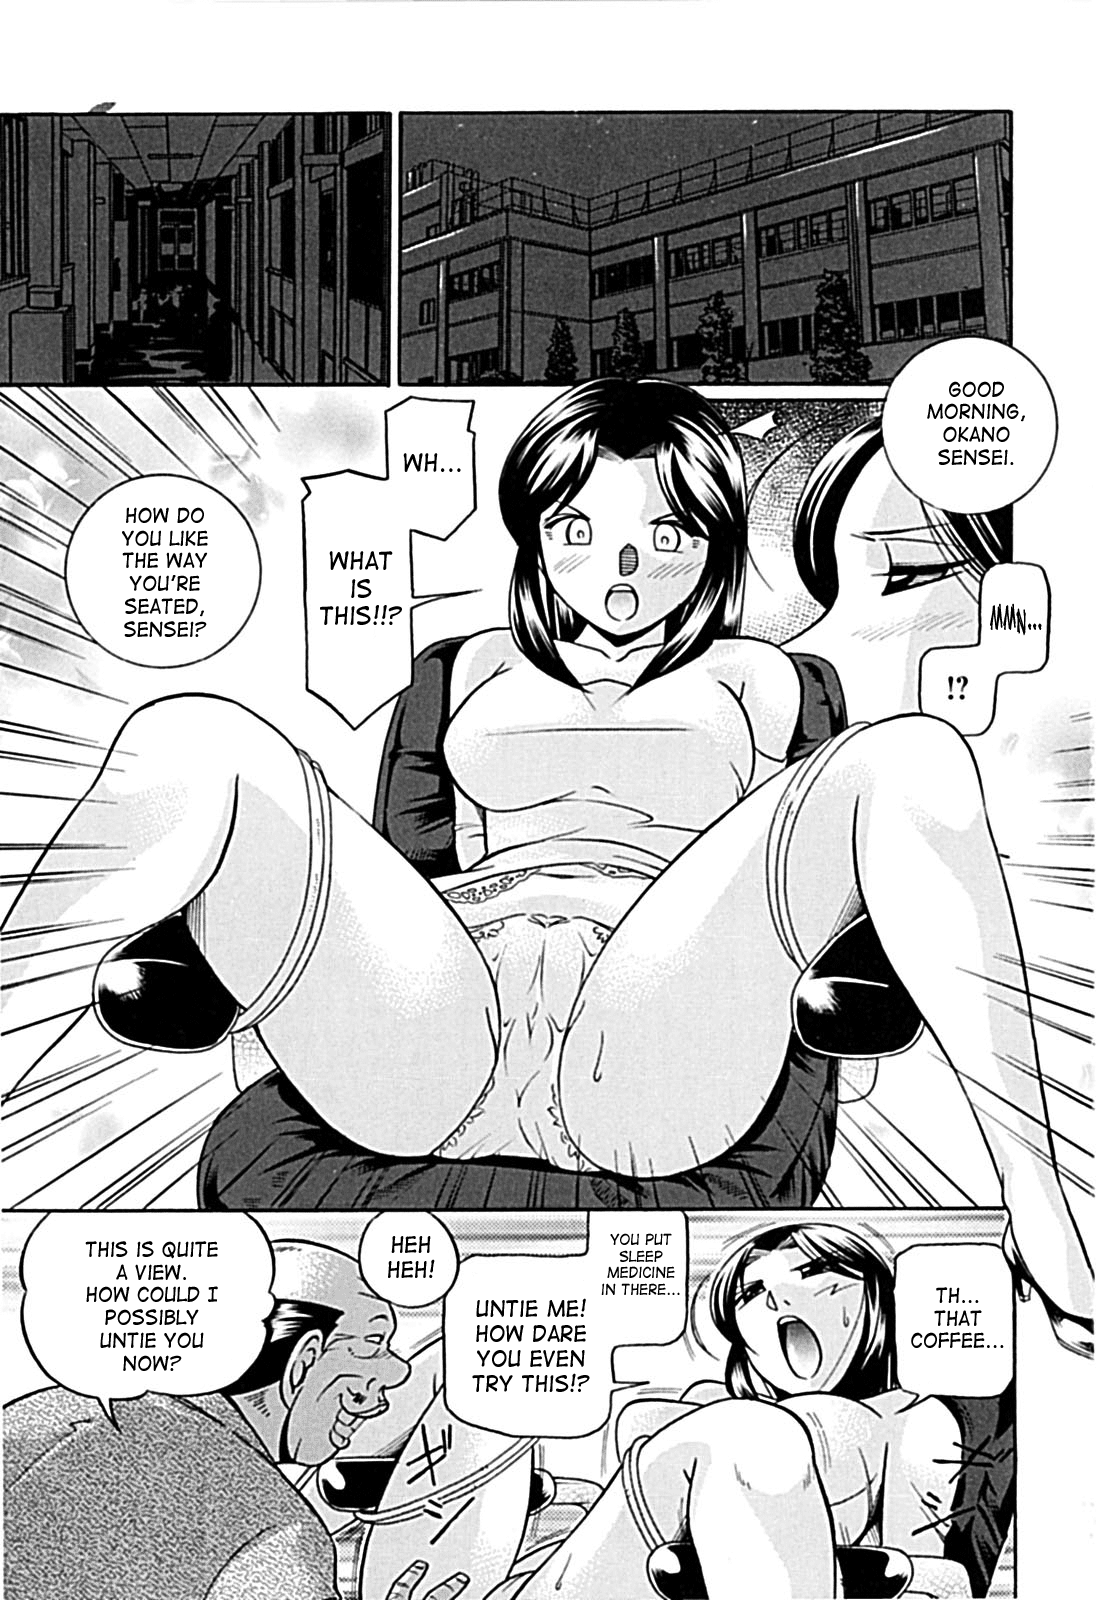 GOOD
MORNING,
OKANO
SENSEI.
MMN...
!?
WH...
WHAT
IS
THIS!!?
HOW DO
YOU LIKE
THE WAY
YOU'RE
SEATED,
SENSEI?
TH...
THAT
COFFEE...
YOU PUT
SLEEP
MEDICINE
IN THERE...
UNTIE ME!
HOW DARE
YOU EVEN
TRY THIS!?
HEH
HEH!
THIS IS QUITE
A VIEW.
HOW COULD I
POSSIBLY
UNTIE YOU
NOW?